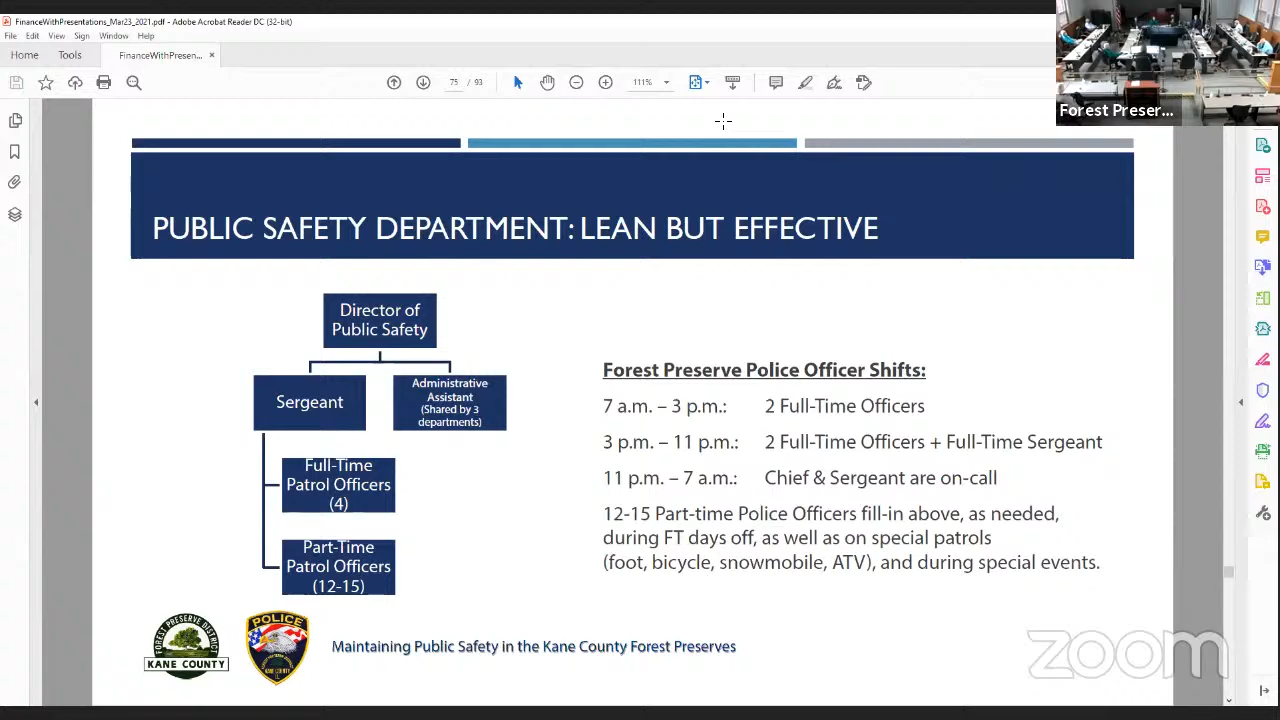 FinanceWithPresentations_Mar23_2021.pdf - Adobe Acrobat Reader DC (32-bit)
File Edit View Sign Window Help
Home Tools FinanceWithPresen... ×
75 / 93 111%
Forest Preser...
PUBLIC SAFETY DEPARTMENT: LEAN BUT EFFECTIVE
Director of
Public Safety
Sergeant
Administrative
Assistant
(Shared by 3
departments)
Full-Time
Patrol Officers
(4)
Part-Time
Patrol Officers
(12-15)
Forest Preserve Police Officer Shifts:
7 a.m. – 3 p.m.: 2 Full-Time Officers
3 p.m. – 11 p.m.: 2 Full-Time Officers + Full-Time Sergeant
11 p.m. – 7 a.m.: Chief & Sergeant are on-call
12-15 Part-time Police Officers fill-in above, as needed,
during FT days off, as well as on special patrols
(foot, bicycle, snowmobile, ATV), and during special events.
FOREST PRESERVE DISTRICT
KANE COUNTY
POLICE
KANE COUNTY
Maintaining Public Safety in the Kane County Forest Preserves
zoom